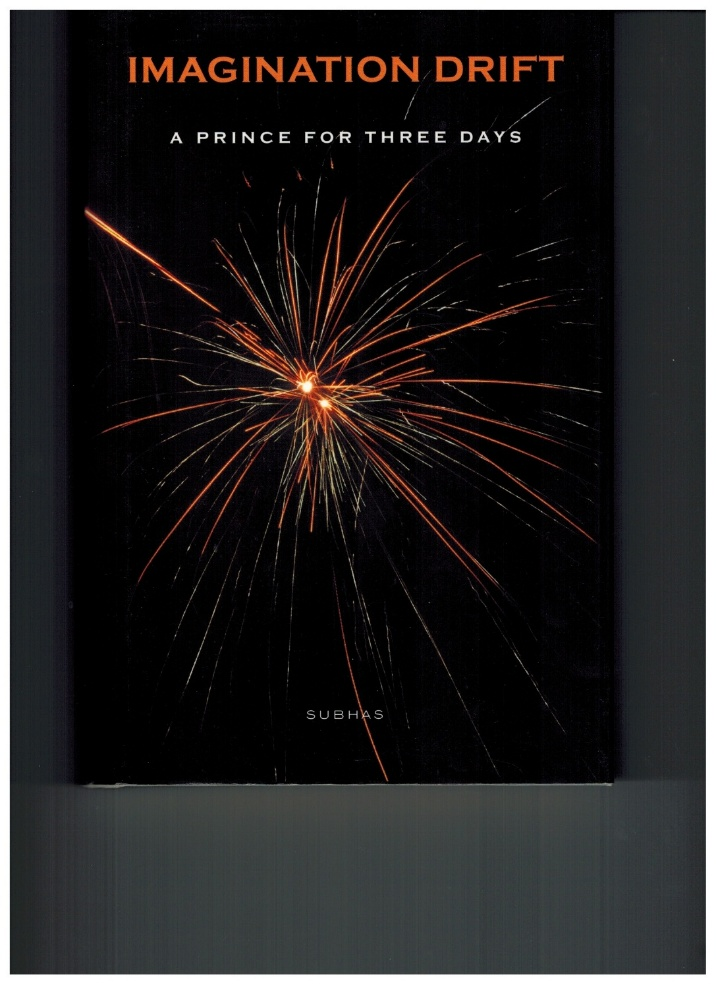 IMAGINATION DRIFT
A PRINCE FOR THREE DAYS
SUBHAS